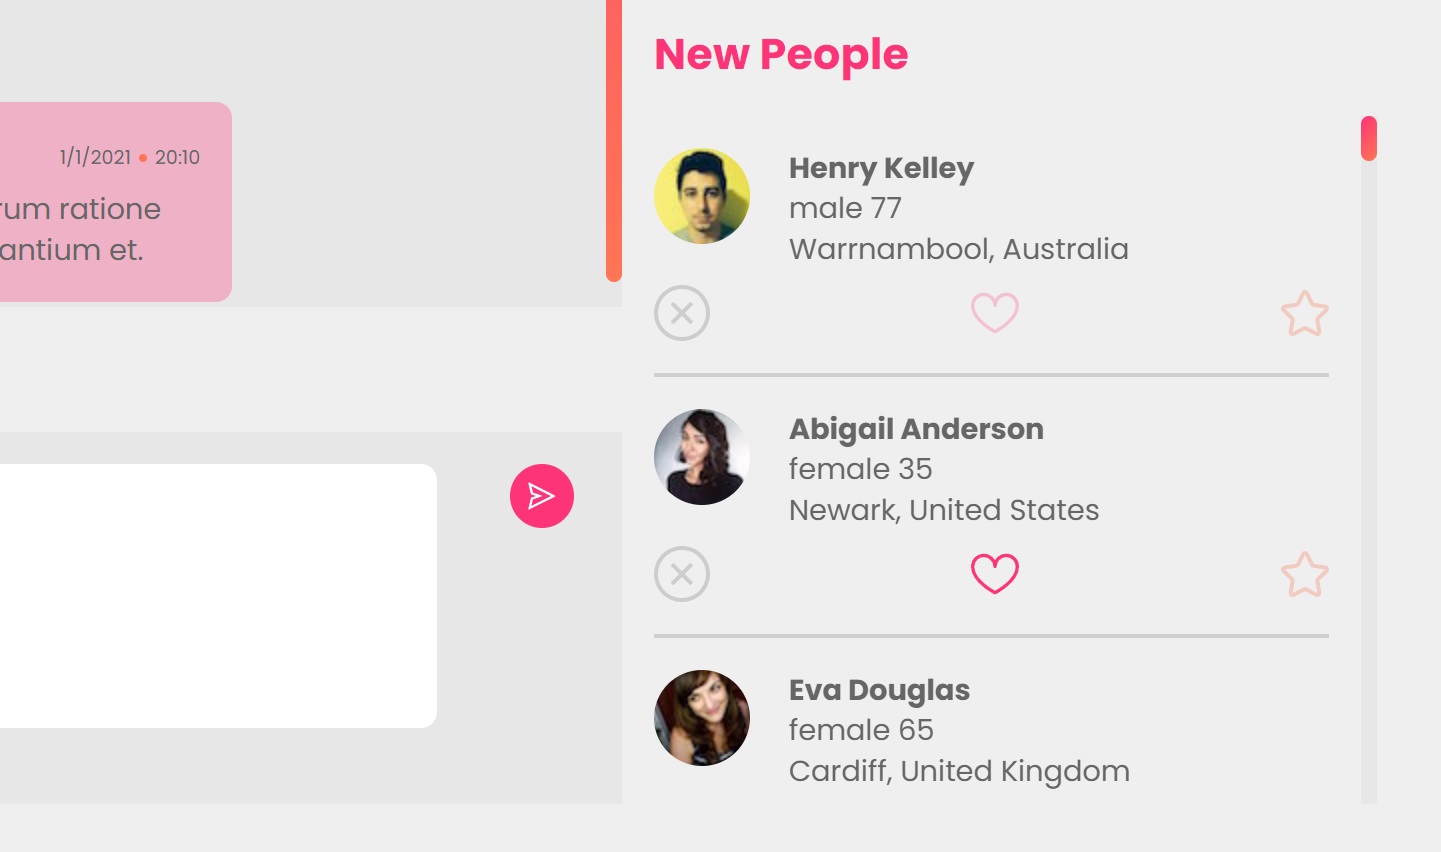 New People
1/1/2021 • 20:10
rum ratione
antium et.
Henry Kelley
male 77
Warrnambool, Australia
Abigail Anderson
female 35
Newark, United States
Eva Douglas
female 65
Cardiff, United Kingdom